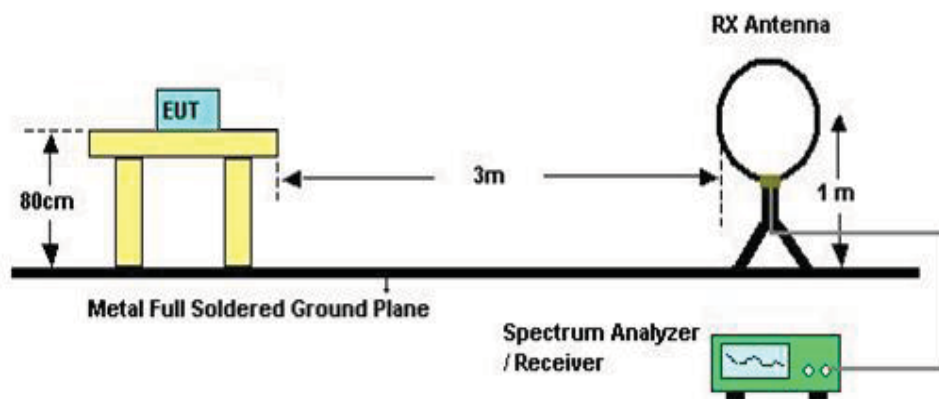 RX Antenna
EUT
3m
80cm
1 m
Metal Full Soldered Ground Plane
Spectrum Analyzer
/ Receiver